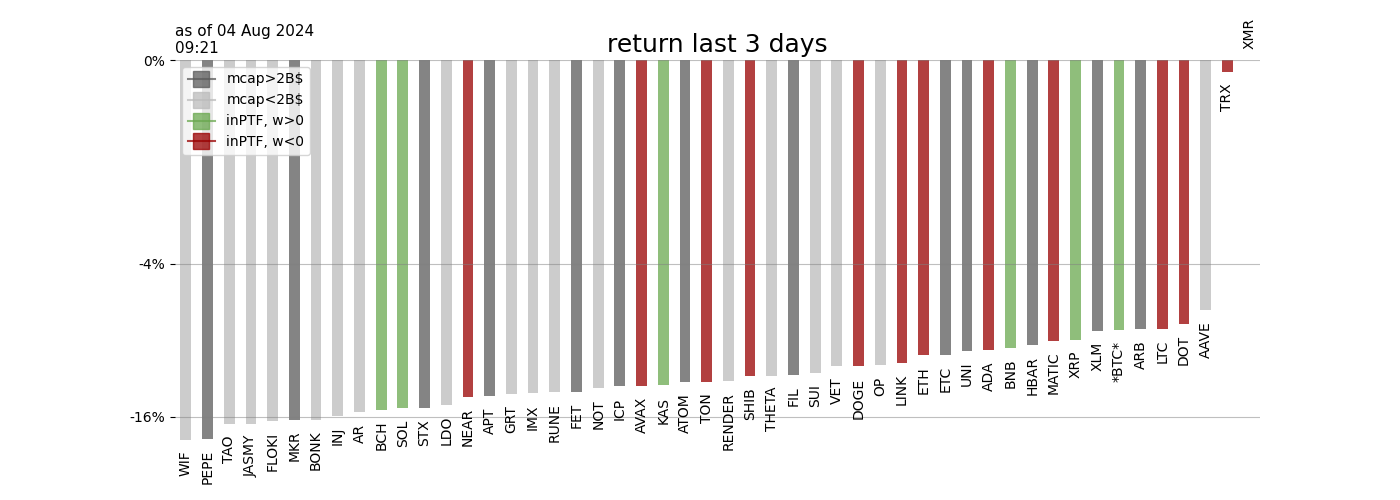 as of 04 Aug 2024
09:21
return last 3 days
XMR
0%
mcap>2B$
mcap<2B$
inPTF, w>0
inPTF, w<0
TRX
-4%
-16%
WIF
PEPE
TAO
JASMY
FLOKI
MKR
BONK
INJ
AR
BCH
SOL
STX
LDO
NEAR
APT
GRT
IMX
RUNE
FET
NOT
ICP
AVAX
KAS
ATOM
TON
RENDER
SHIB
THETA
FIL
SUI
VET
DOGE
OP
LINK
ETH
ETC
UNI
ADA
BNB
HBAR
MATIC
XRP
XLM
*BTC*
ARB
LTC
DOT
AAVE